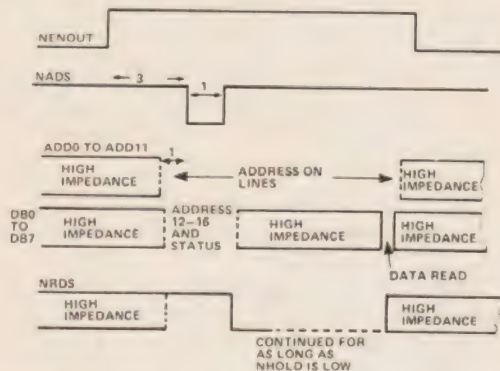 NENOUT
NADS
3
1
ADD0 TO ADD11
1
HIGH
IMPEDANCE
ADDRESS ON
LINES
HIGH
IMPEDANCE
DB0
TO
DB7
HIGH
IMPEDANCE
ADDRESS
12–16
AND
STATUS
HIGH
IMPEDANCE
HIGH
IMPEDANCE
DATA READ
NRDS
HIGH
IMPEDANCE
HIGH
IMPEDANCE
CONTINUED FOR
AS LONG AS
NHOLD IS LOW